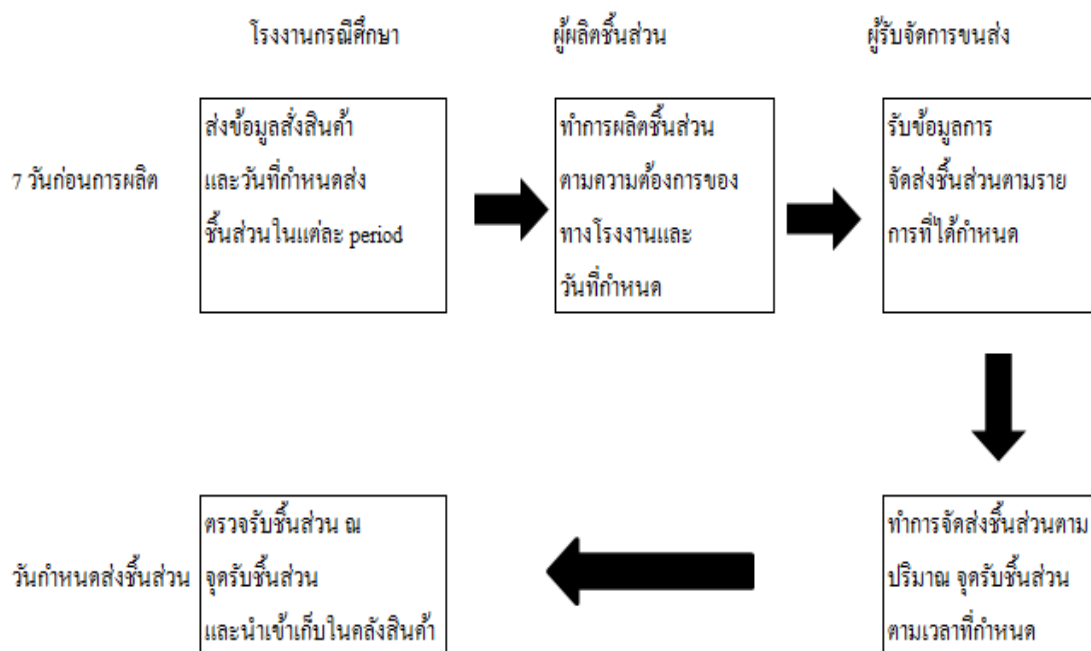 โรงงานกรณีศึกษา
ผู้ผลิตชิ้นส่วน
ผู้รับจัดการขนส่ง
7 วันก่อนการผลิต
ส่งข้อมูลสั่งสินค้า
และวันที่กำหนดส่ง
ชิ้นส่วนในแต่ละ period
ทำการผลิตชิ้นส่วน
ตามความต้องการของ
ทางโรงงานและ
วันที่กำหนด
รับข้อมูลการ
จัดส่งชิ้นส่วนตามราย
การที่ได้กำหนด
วันกำหนดส่งชิ้นส่วน
ตรวจรับชิ้นส่วน ณ
จุดรับชิ้นส่วน
และนำเข้าเก็บในคลังสินค้า
ทำการจัดส่งชิ้นส่วนตาม
ปริมาณ จุดรับชิ้นส่วน
ตามเวลาที่กำหนด